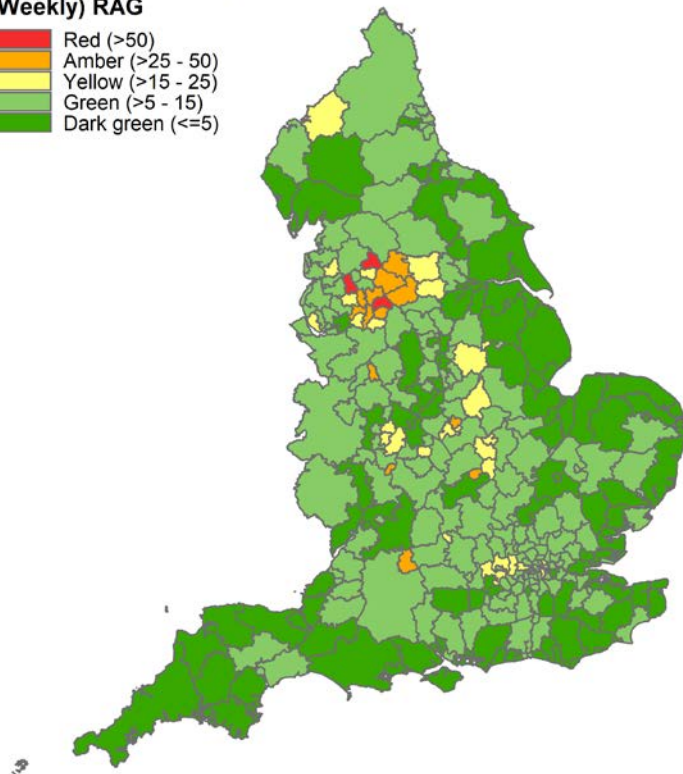 Weekly) RAG
Red (>50)
Amber (>25 - 50)
Yellow (>15 - 25)
Green (>5 - 15)
Dark green (<=5)